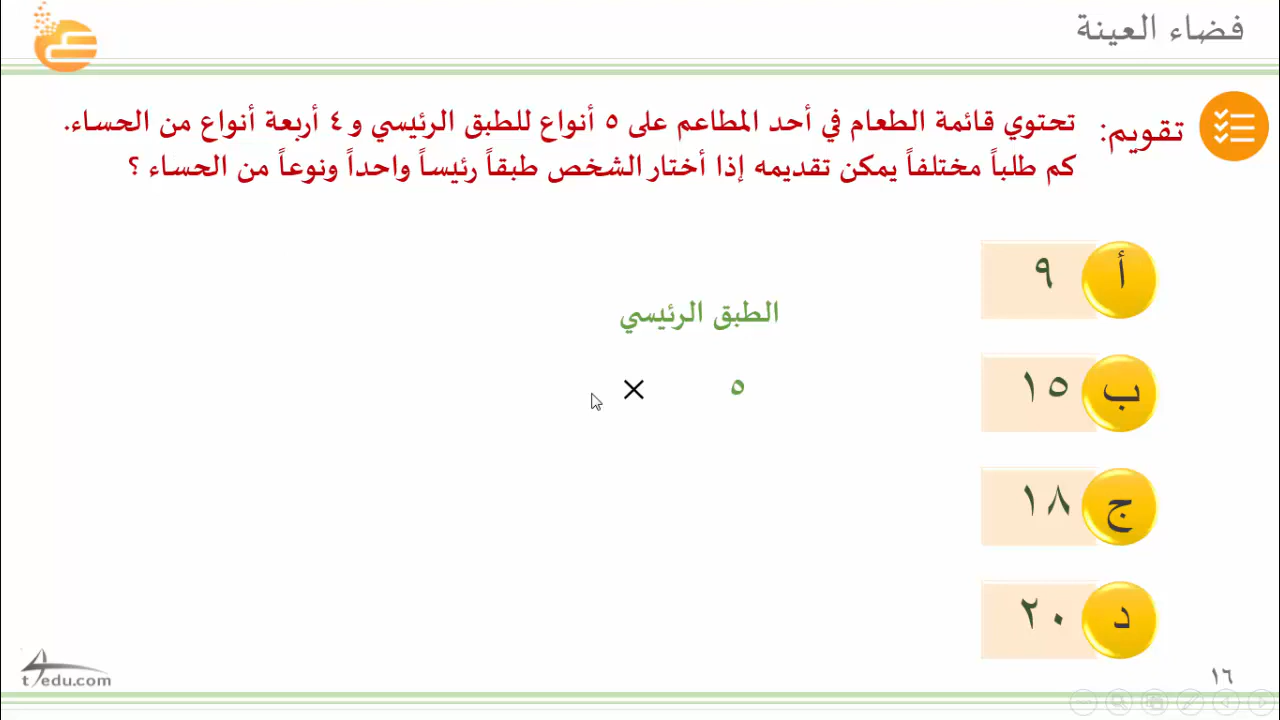 فضاء العينة
تقويم:
تحتوي قائمة الطعام في أحد المطاعم على ٥ أنواع للطبق الرئيسي و ٤ أربعة أنواع من الحساء.
كم طلباً مختلفاً يمكن تقديمه إذا أختار الشخص طبقاً رئيساً واحداً ونوعاً من الحساء ؟
أ ٩
الطبق الرئيسي
ب ١٥
٥ ×
ج ١٨
د ٢٠
t4edu.com
١٦